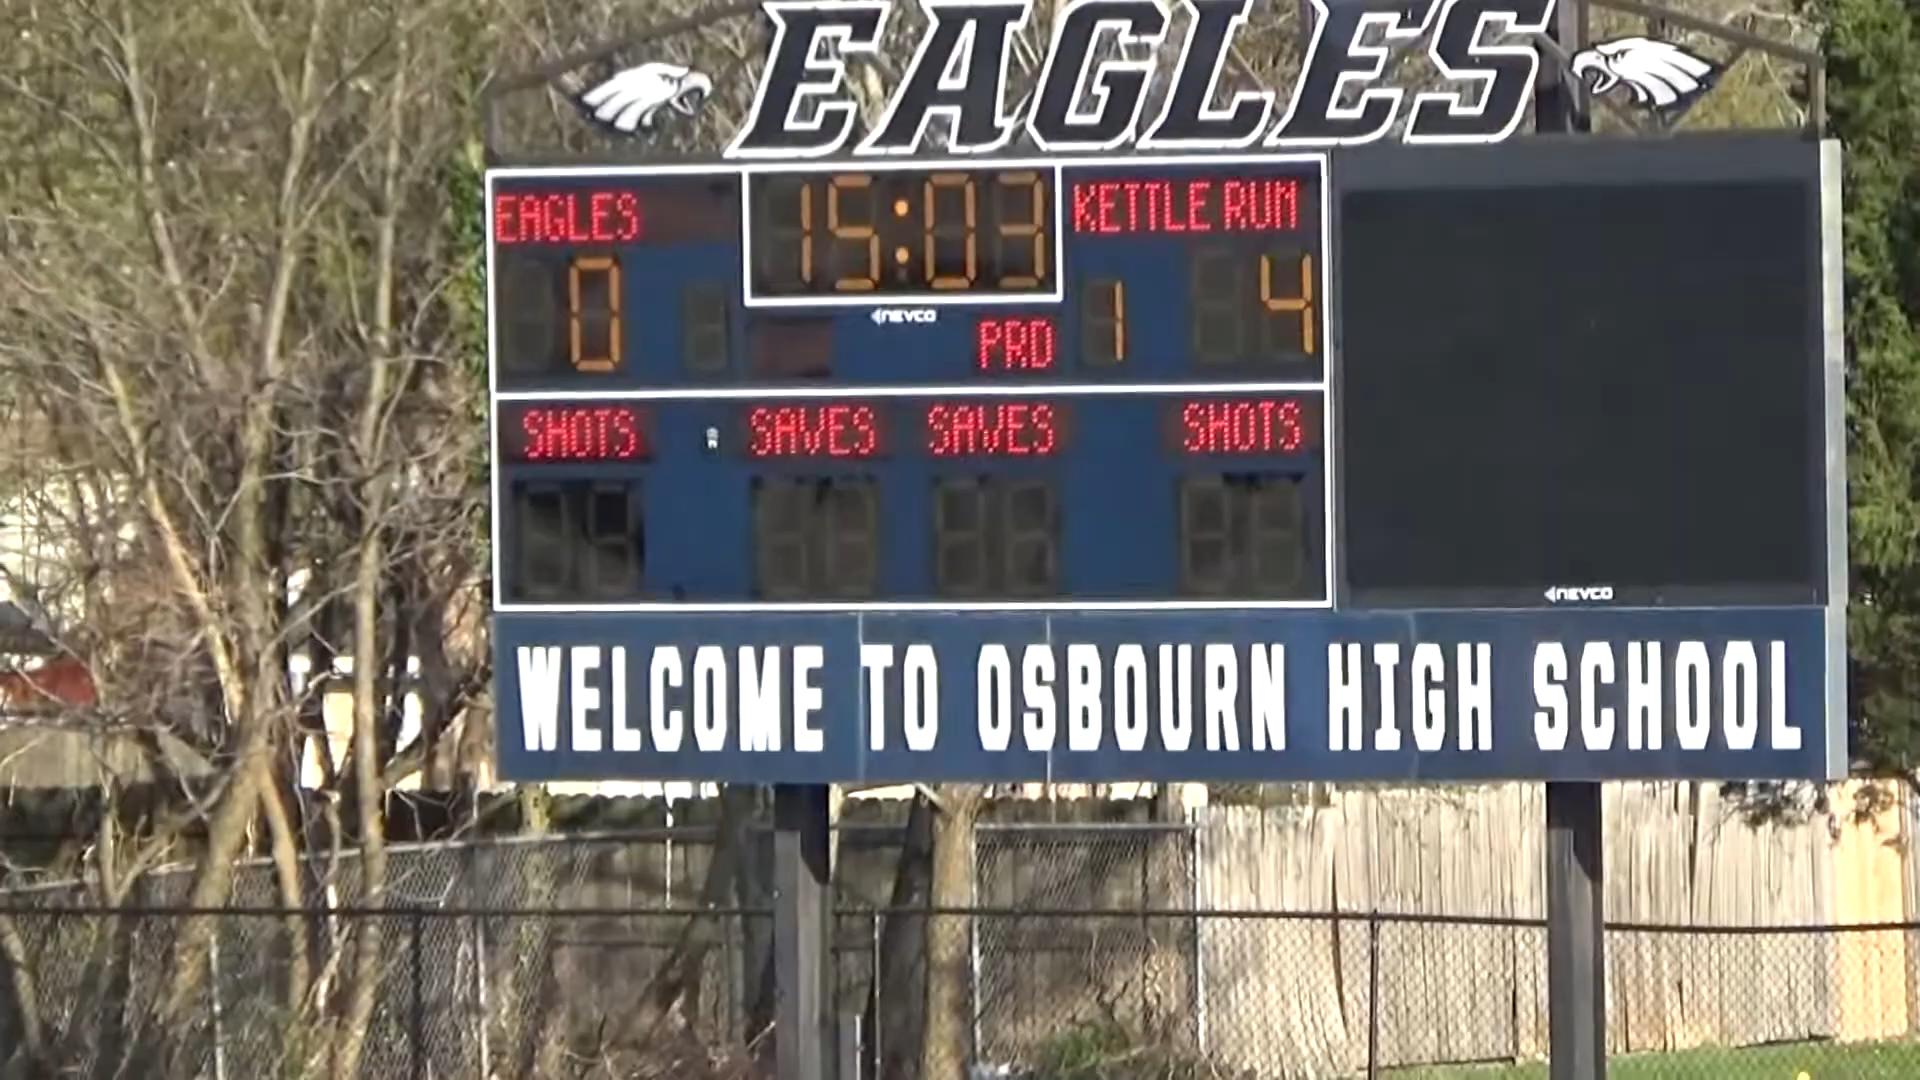 EAGLES
EAGLES 15:03 KETTLE RUN
0 1 4
NEVCO
PRD
SHOTS SAVES SAVES SHOTS
NEVCO
WELCOME TO OSBOURN HIGH SCHOOL